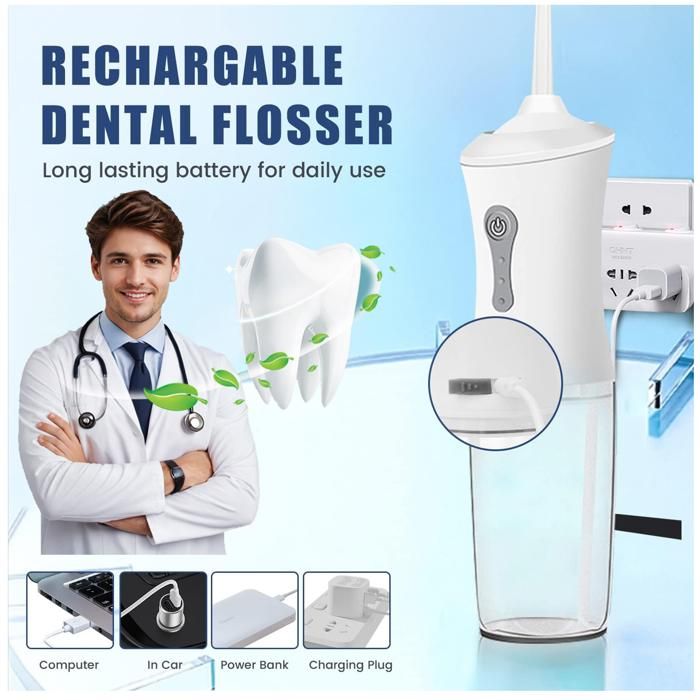 RECHARGABLE
DENTAL FLOSSER
Long lasting battery for daily use
Computer
In Car
Power Bank
Charging Plug